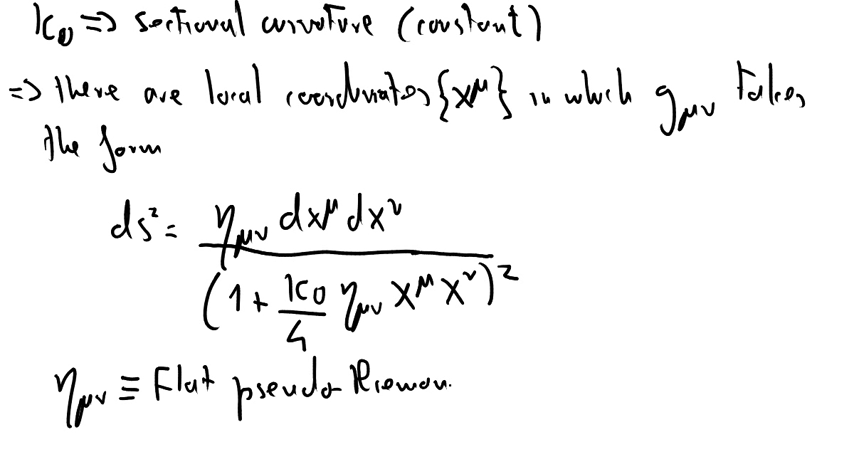 K₀ => sectional curvature (constant)
=> there are local coordinates {x^μ} in which g_μν takes
the form
ds² = η_μν dx^μ dx^ν / (1 + K₀/4 η_μν x^μ x^ν)²
η_μν ≡ Flat pseudo-Rieman.